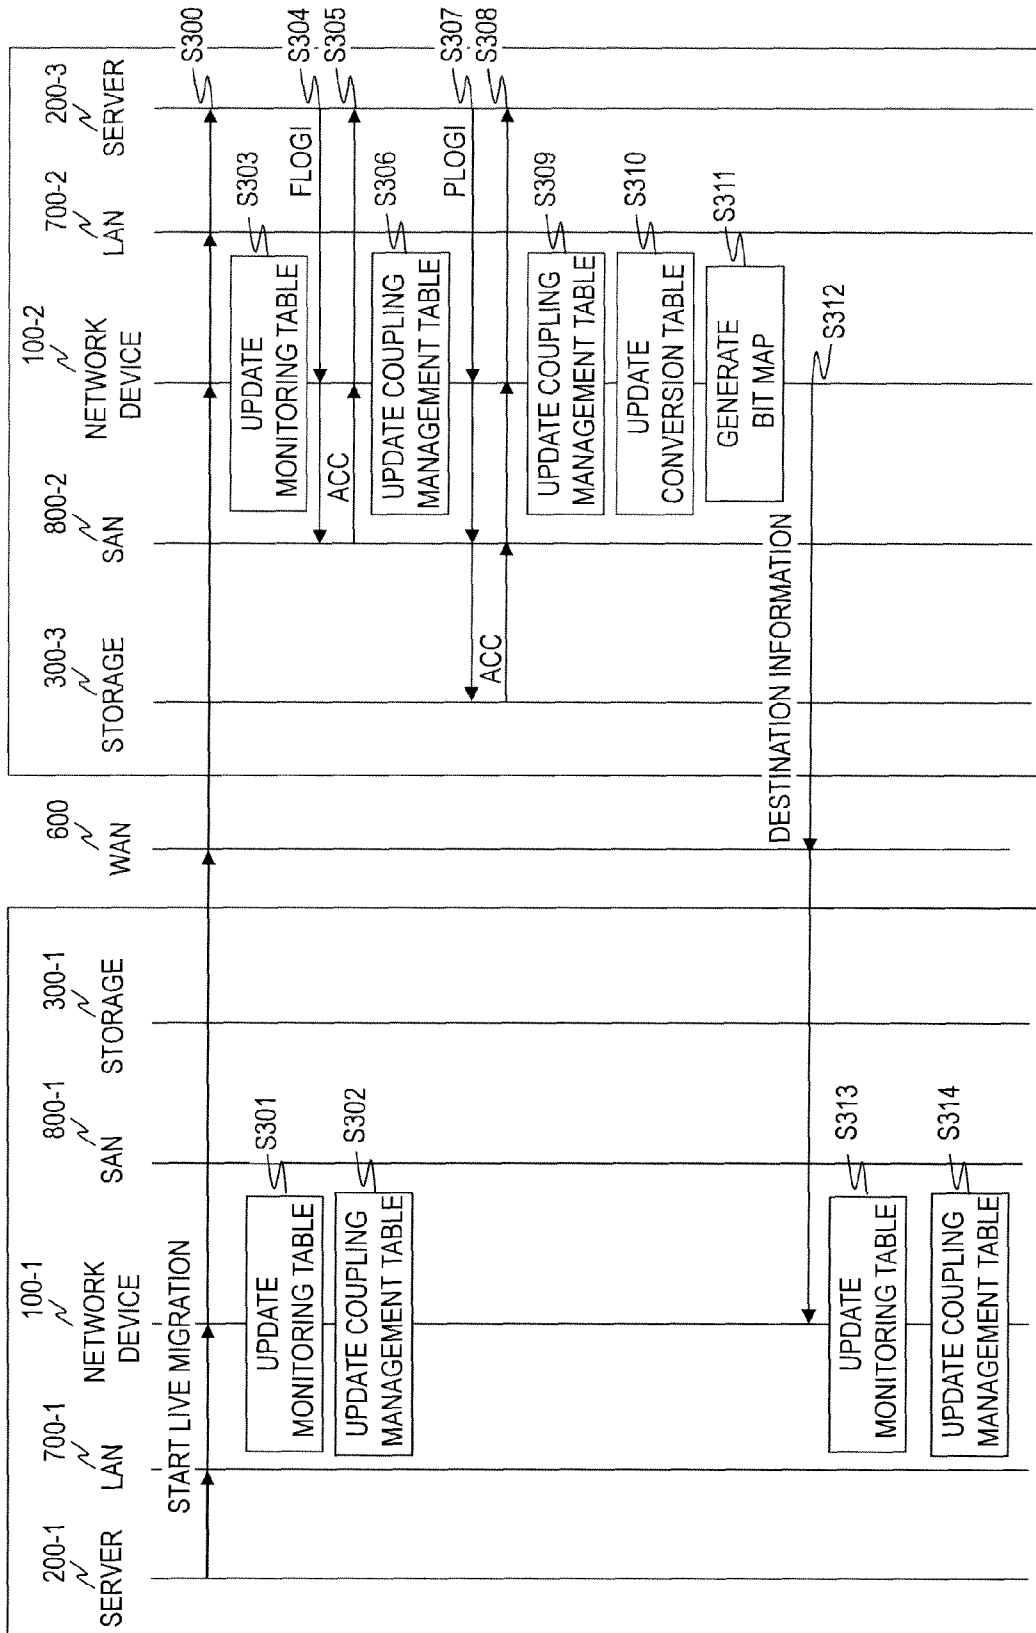 200-1
SERVER
700-1
LAN
100-1
NETWORK
DEVICE
800-1
SAN
300-1
STORAGE
600
WAN
300-3
STORAGE
800-2
SAN
100-2
NETWORK
DEVICE
700-2
LAN
200-3
SERVER
START LIVE MIGRATION
S300
UPDATE
MONITORING TABLE
S301
UPDATE COUPLING
MANAGEMENT TABLE
S302
UPDATE
MONITORING TABLE
S303
FLOGI
S304
ACC
S305
UPDATE COUPLING
MANAGEMENT TABLE
S306
PLOGI
S307
ACC
S308
UPDATE COUPLING
MANAGEMENT TABLE
S309
UPDATE
CONVERSION TABLE
S310
GENERATE
BIT MAP
S311
DESTINATION INFORMATION
S312
UPDATE
MONITORING TABLE
S313
UPDATE COUPLING
MANAGEMENT TABLE
S314